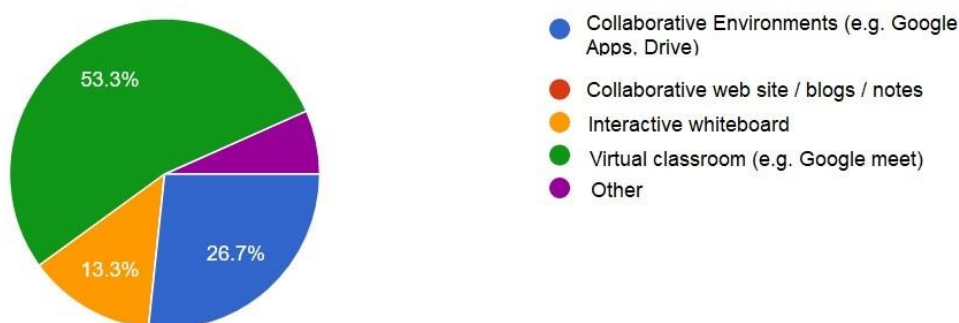 53.3%
13.3%
26.7%
Collaborative Environments (e.g. Google
Apps, Drive)
Collaborative web site / blogs / notes
Interactive whiteboard
Virtual classroom (e.g. Google meet)
Other